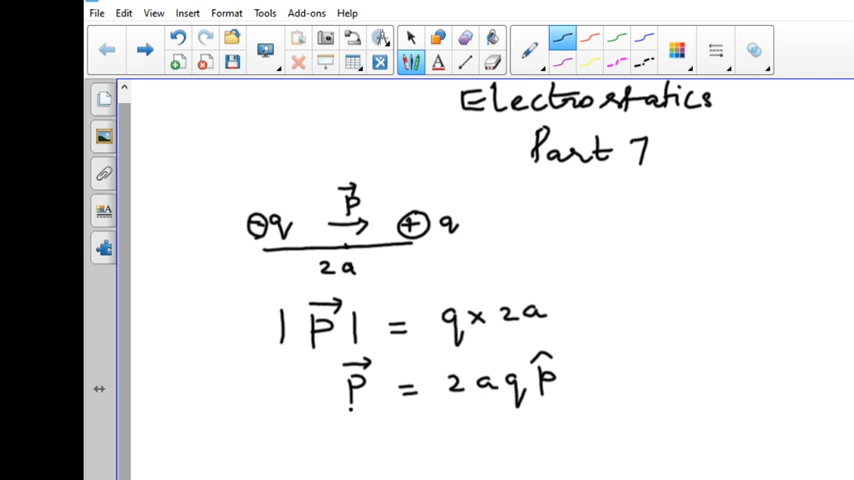 File Edit View Insert Format Tools Add-ons Help
Electrostatics
Part 7
p⃗
⊖q → ⊕ q
2a
|p⃗| = q × 2a
p⃗ = 2aq p̂